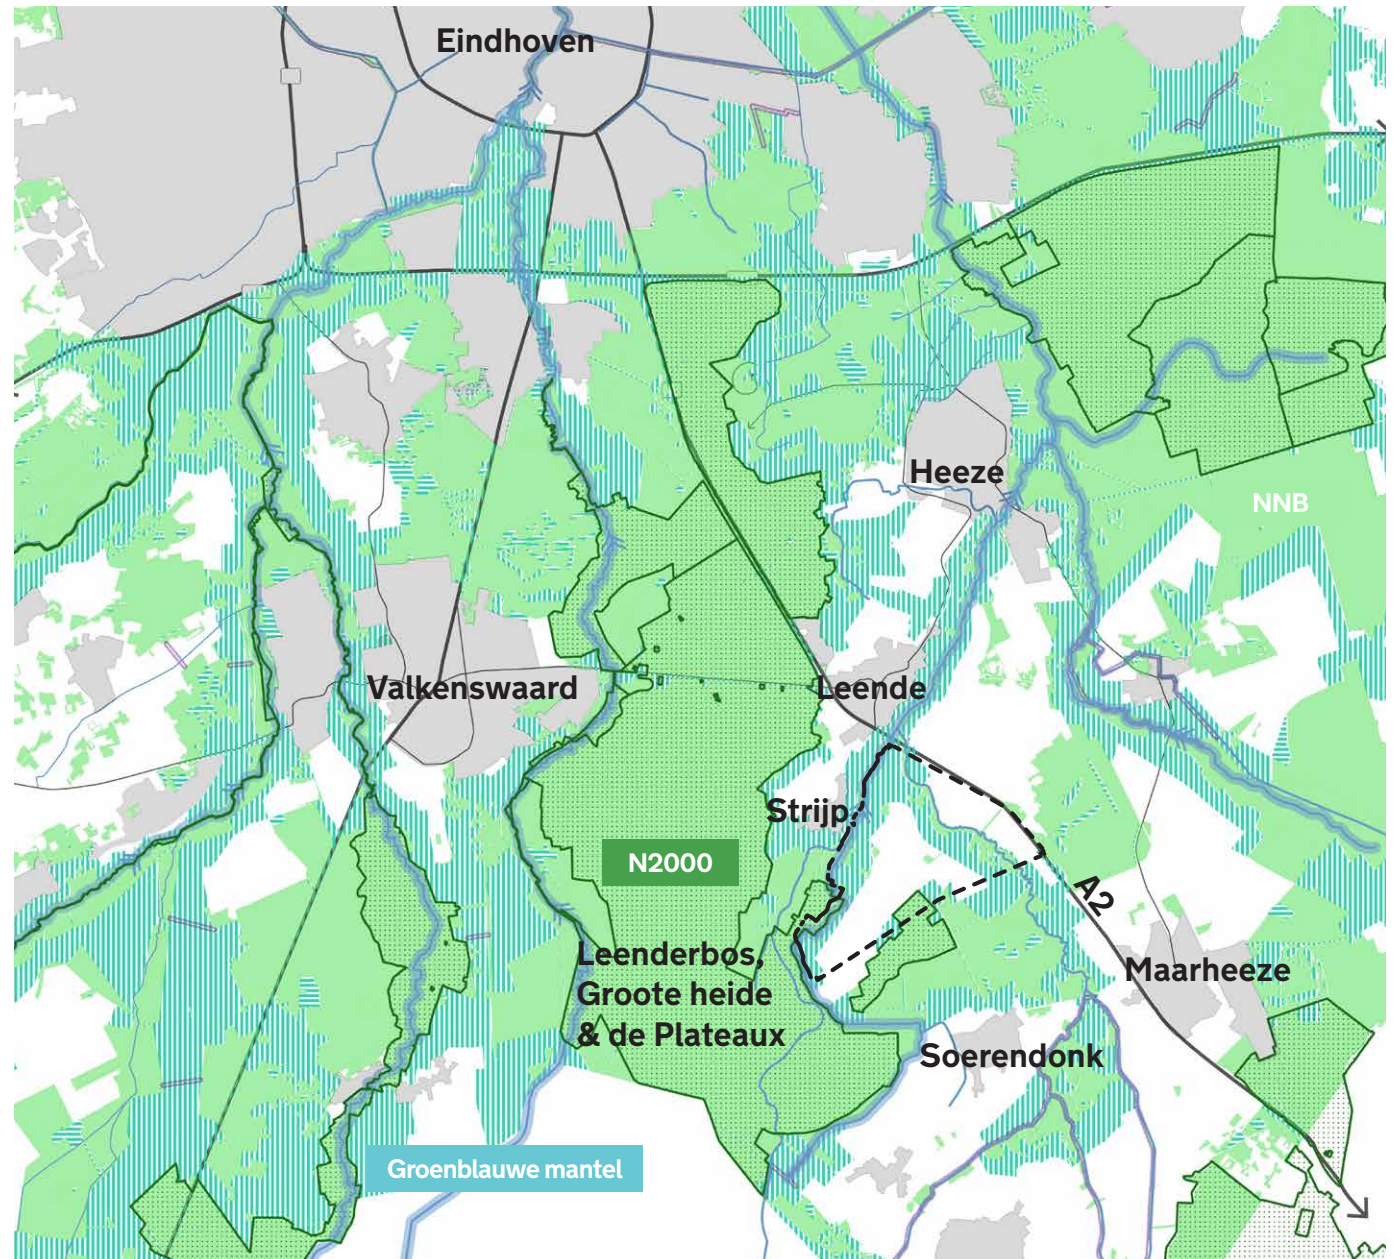 Eindhoven
Heeze
NNB
Valkenswaard
Leende
Strijp
N2000
A2
Leenderbos,
Groote heide
& de Plateaux
Maarheeze
Soerendonk
Groenblauwe mantel